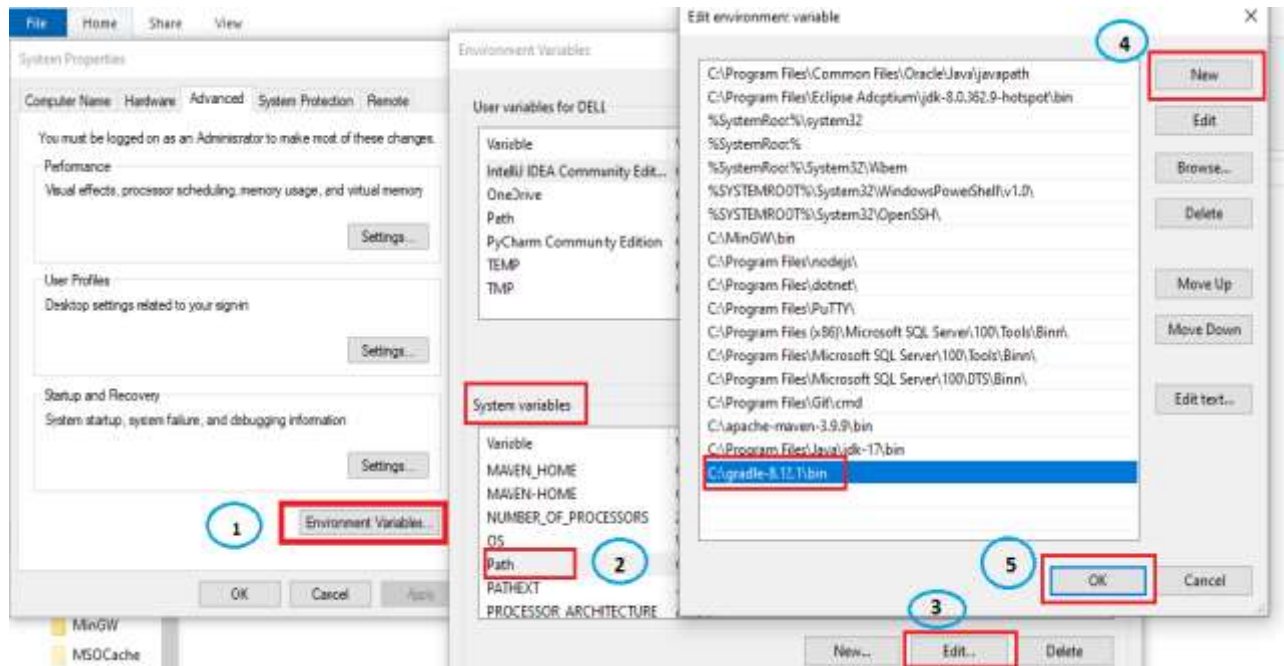 File Home Share View
System Properties
Computer Name Hardware Advanced System Protection Remote
You must be logged on as an Administrator to make most of these changes.
Performance
Visual effects, processor scheduling, memory usage, and virtual memory
Settings...
User Profiles
Desktop settings related to your sign-in
Settings...
Startup and Recovery
System startup, system failure, and debugging information
Settings...
1
Environment Variables...
OK Cancel Apply
MinGW
MSOCache
Environment Variables
User variables for DELL
Variable
IntelliJ IDEA Community Edit...
OneDrive
Path
PyCharm Community Edition
TEMP
TMP
System variables
Variable
MAVEN_HOME
MAVEN-HOME
NUMBER_OF_PROCESSORS
OS
Path
2
PATHEXT
PROCESSOR_ARCHITECTURE
3
New... Edit... Delete
Edit environment variable
4
C:\Program Files\Common Files\Oracle\Java\javapath
C:\Program Files\Eclipse Adoptium\jdk-8.0.362.9-hotspot\bin
%SystemRoot%\system32
%SystemRoot%
%SystemRoot%\System32\Wbem
%SYSTEMROOT%\System32\WindowsPowerShell\v1.0\
%SYSTEMROOT%\System32\OpenSSH\
C:\MinGW\bin
C:\Program Files\nodejs\
C:\Program Files\dotnet\
C:\Program Files\PuTTY\
C:\Program Files (x86)\Microsoft SQL Server\100\Tools\Binn\
C:\Program Files\Microsoft SQL Server\100\Tools\Binn\
C:\Program Files\Microsoft SQL Server\100\DTS\Binn\
C:\Program Files\Git\cmd
C:\apache-maven-3.9.9\bin
C:\Program Files\Java\jdk-17\bin
New
Edit
Browse...
Delete
Move Up
Move Down
Edit text...
5
OK Cancel